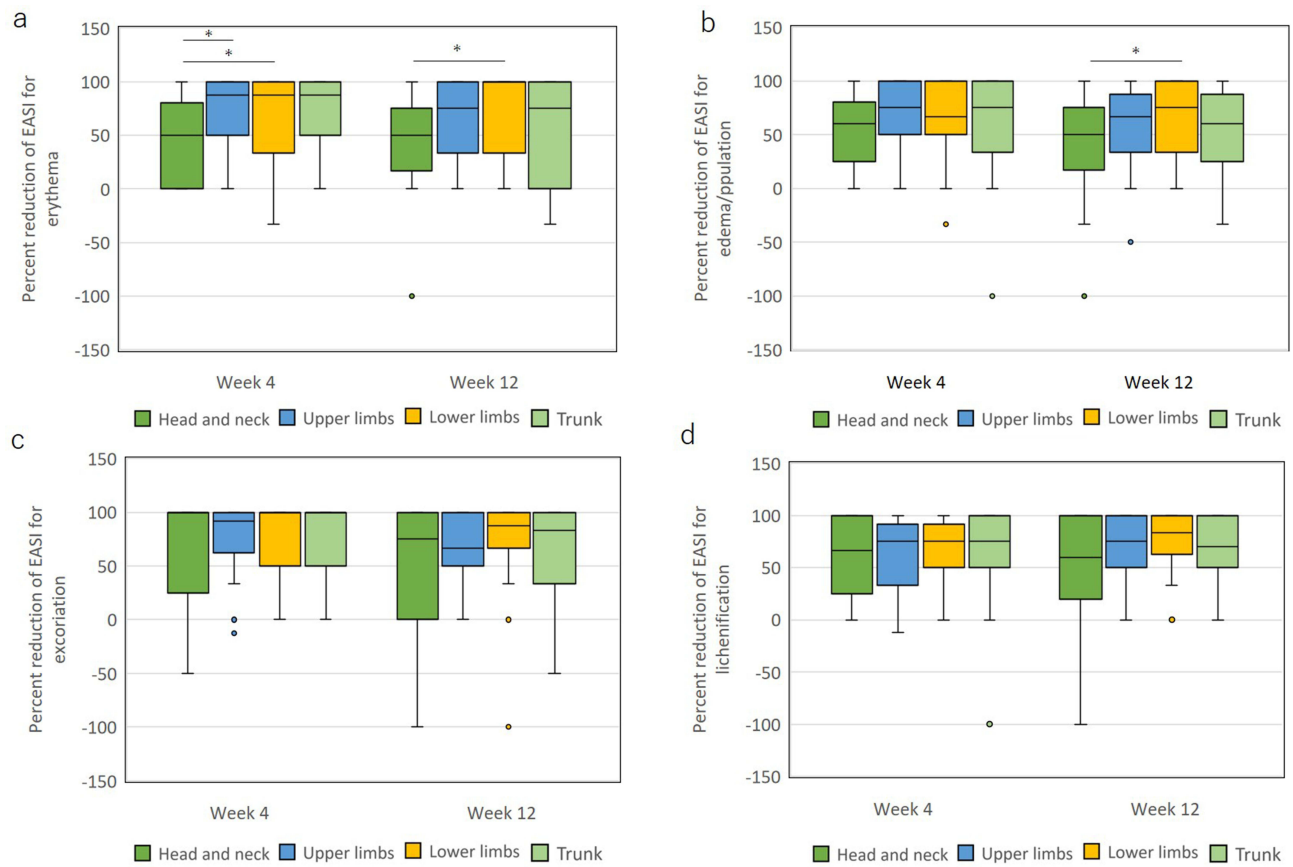 a
150
100
50
0
-50
-100
-150
Percent reduction of EASI for
erythema
*
*
*
Week 4 Week 12
Head and neck Upper limbs Lower limbs Trunk
b
150
100
50
0
-50
-100
-150
Percent reduction of EASI for
edema/ppulation
*
Week 4 Week 12
Head and neck Upper limbs Lower limbs Trunk
c
150
100
50
0
-50
-100
-150
Percent reduction of EASI for
excoriation
Week 4 Week 12
Head and neck Upper limbs Lower limbs Trunk
d
150
100
50
0
-50
-100
-150
Percent reduction of EASI for
lichenification
Week 4 Week 12
Head and neck Upper limbs Lower limbs Trunk